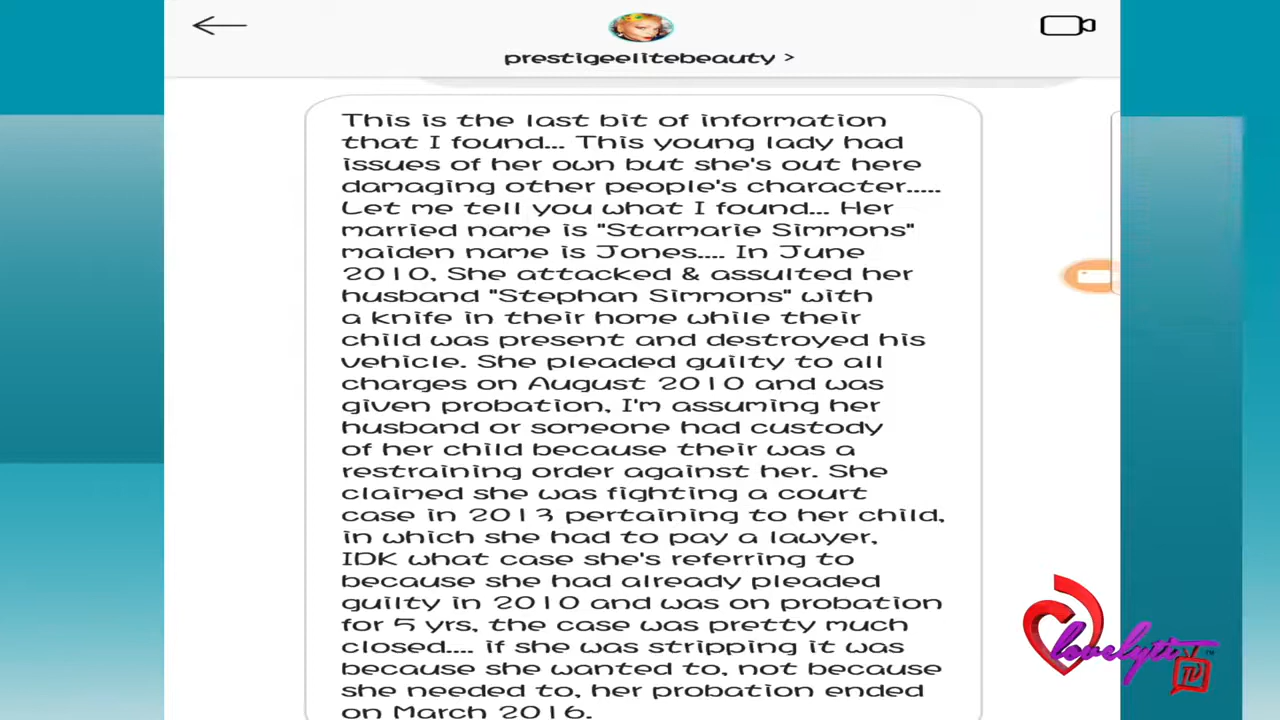 prestigeelitebeauty >
This is the last bit of information
that I found... This young lady had
issues of her own but she's out here
damaging other people's character.....
Let me tell you what I found... Her
married name is "Starmarie Simmons"
maiden name is Jones.... In June
2010, She attacked & assulted her
husband "Stephan Simmons" with
a knife in their home while their
child was present and destroyed his
vehicle. She pleaded guilty to all
charges on August 2010 and was
given probation, I'm assuming her
husband or someone had custody
of her child because their was a
restraining order against her. She
claimed she was fighting a court
case in 2013 pertaining to her child,
in which she had to pay a lawyer,
IDK what case she's referring to
because she had already pleaded
guilty in 2010 and was on probation
for 5 yrs, the case was pretty much
closed.... if she was stripping it was
because she wanted to, not because
she needed to, her probation ended
on March 2016.
lovelyti
TV